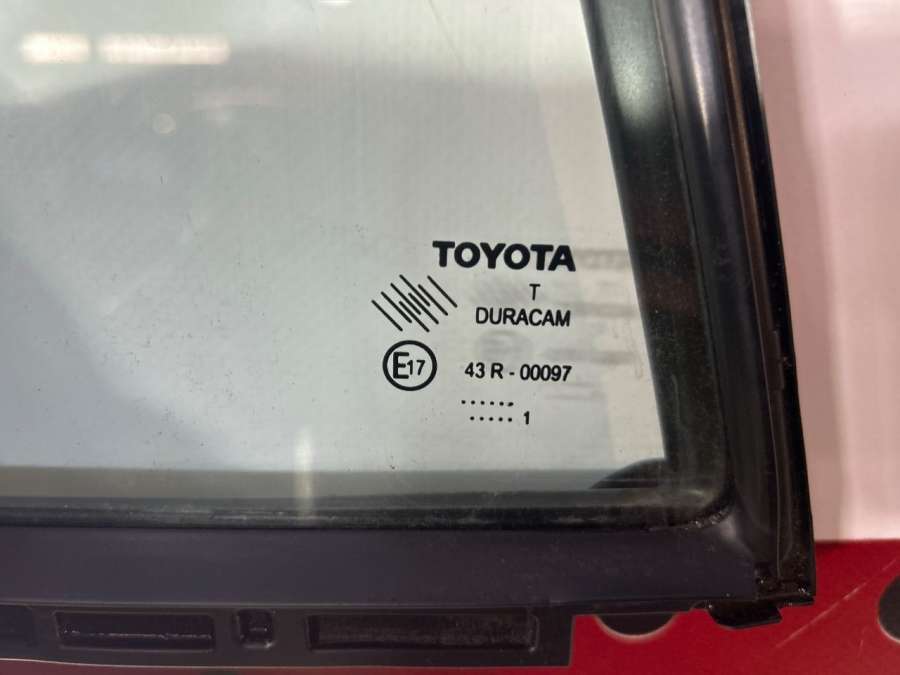 TOYOTA
T
DURACAM
E17 43 R - 00097
......
..... 1